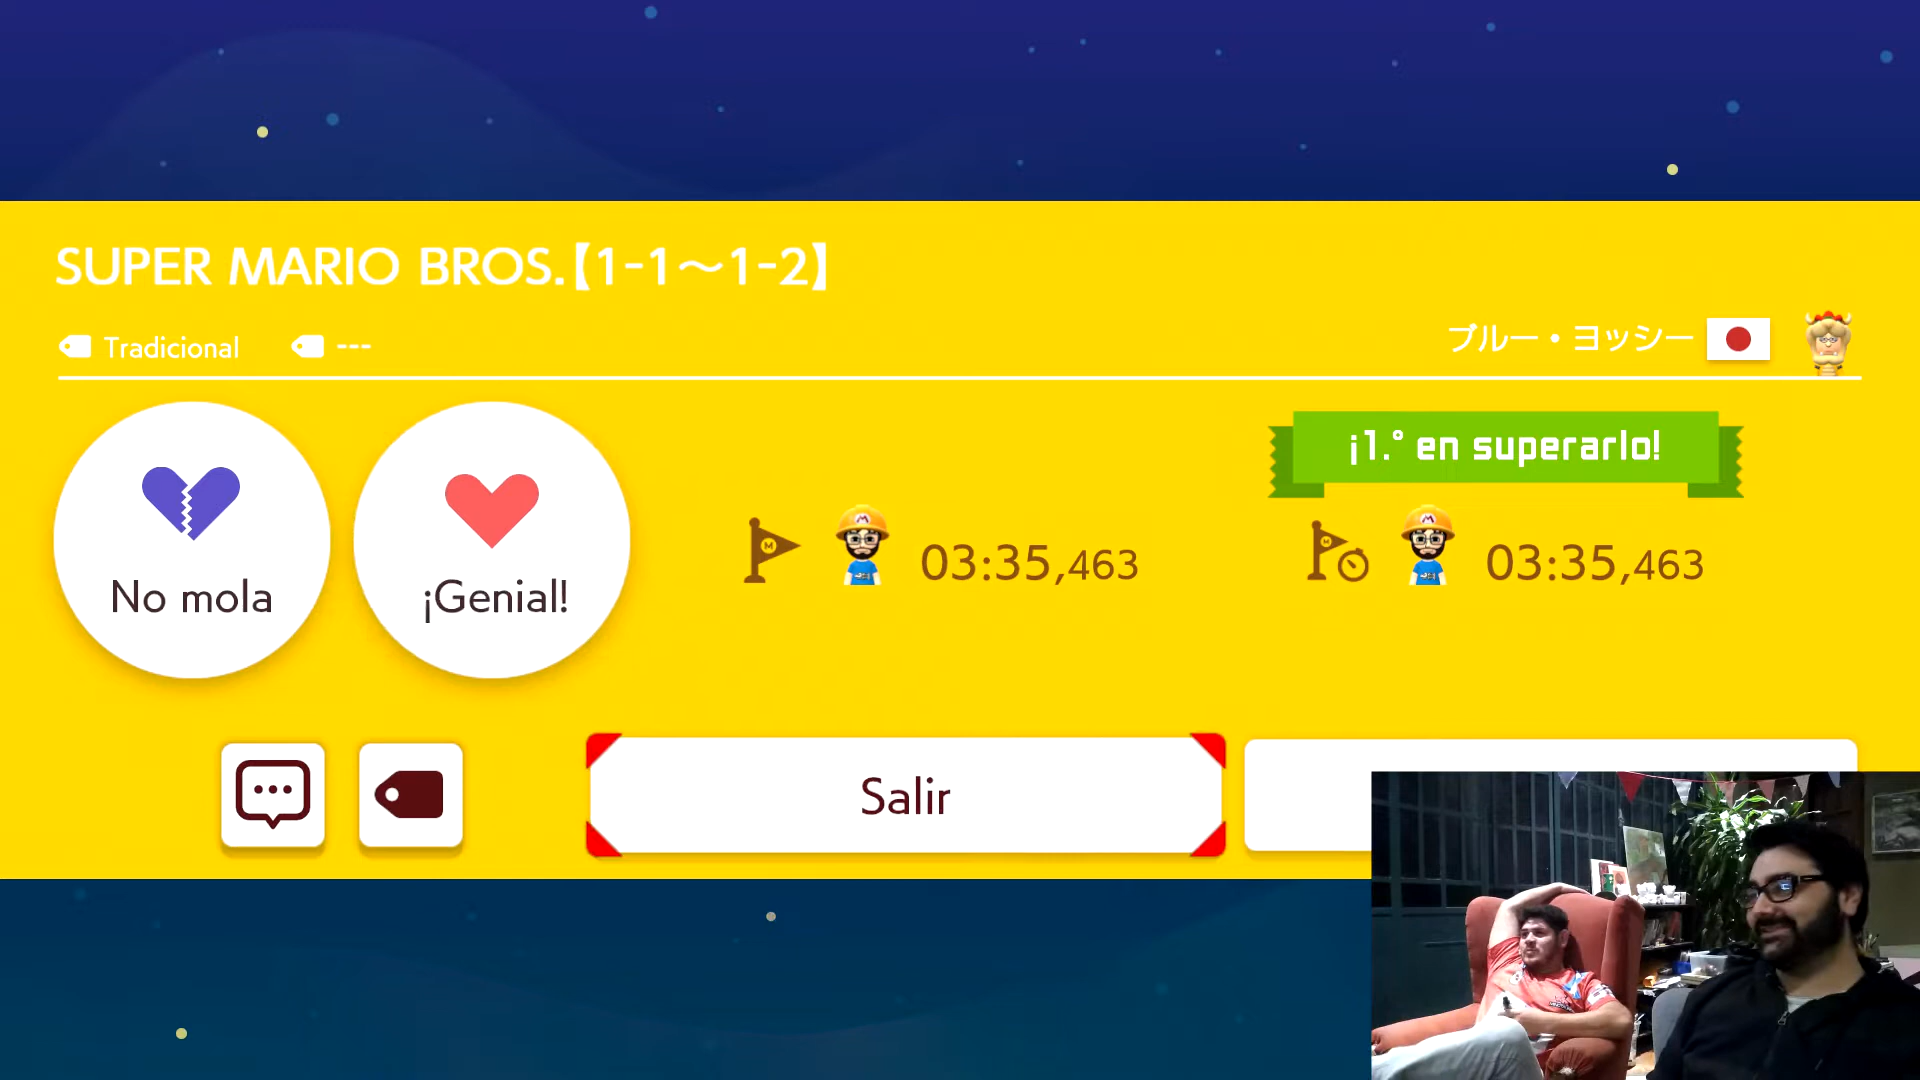 SUPER MARIO BROS.【1-1～1-2】
Tradicional ---
ブルー・ヨッシー
¡1.° en superarlo!
03:35,463 03:35,463
No mola ¡Genial!
Salir